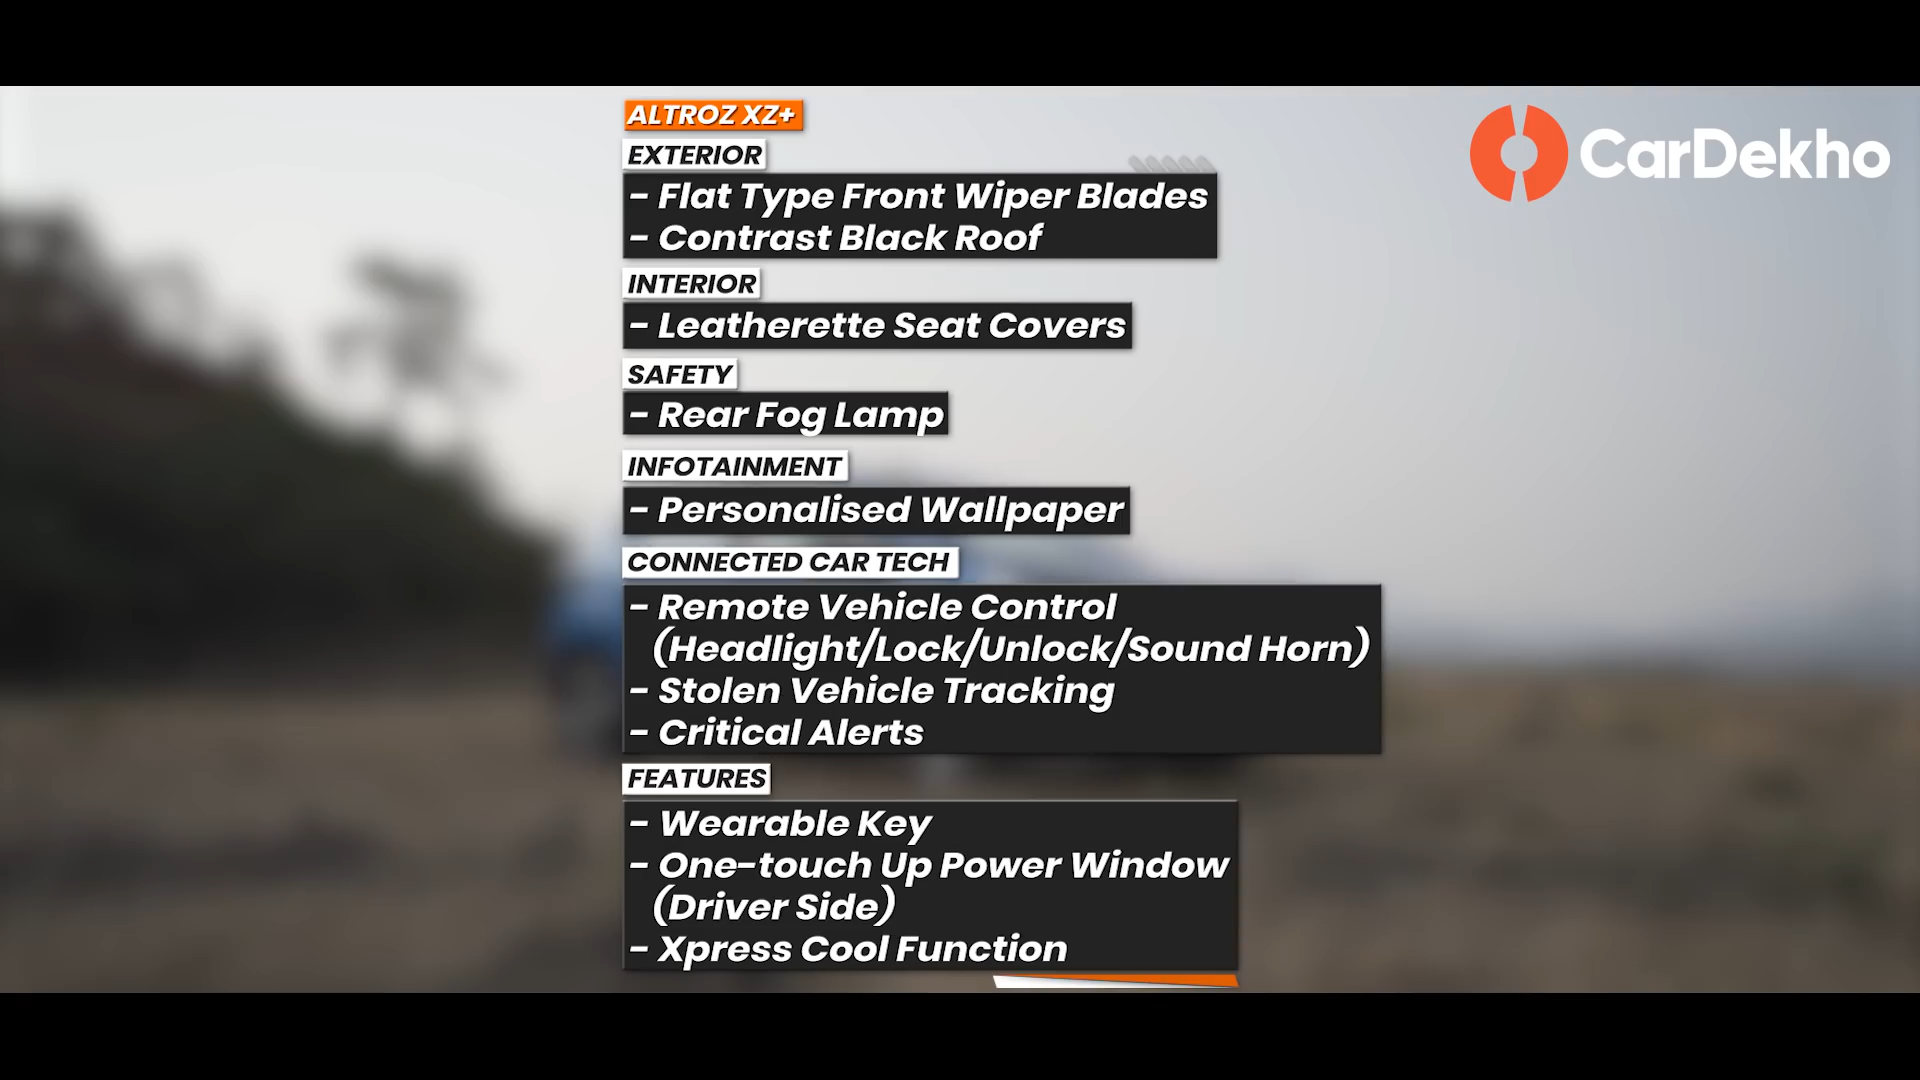 ALTROZ XZ+
CarDekho
EXTERIOR
- Flat Type Front Wiper Blades
- Contrast Black Roof
INTERIOR
- Leatherette Seat Covers
SAFETY
- Rear Fog Lamp
INFOTAINMENT
- Personalised Wallpaper
CONNECTED CAR TECH
- Remote Vehicle Control
(Headlight/Lock/Unlock/Sound Horn)
- Stolen Vehicle Tracking
- Critical Alerts
FEATURES
- Wearable Key
- One-touch Up Power Window
(Driver Side)
- Xpress Cool Function